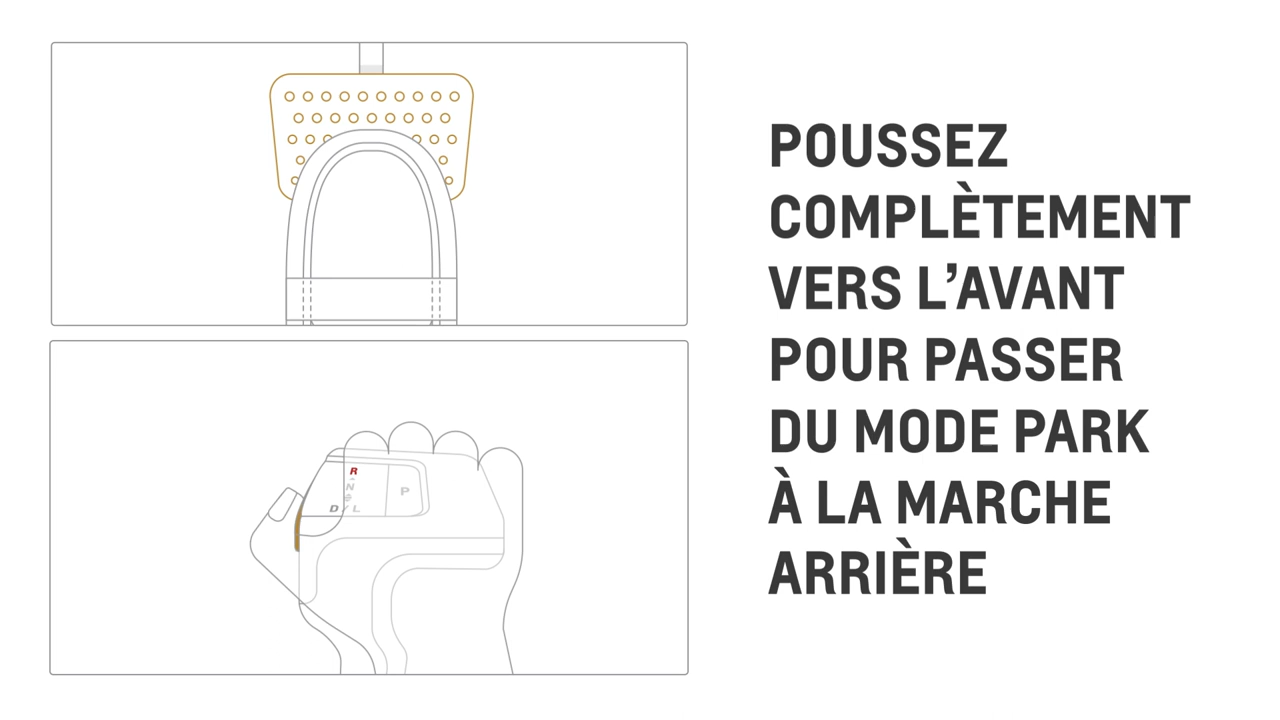 R
N
P
D / L
POUSSEZ
COMPLÈTEMENT
VERS L’AVANT
POUR PASSER
DU MODE PARK
À LA MARCHE
ARRIÈRE